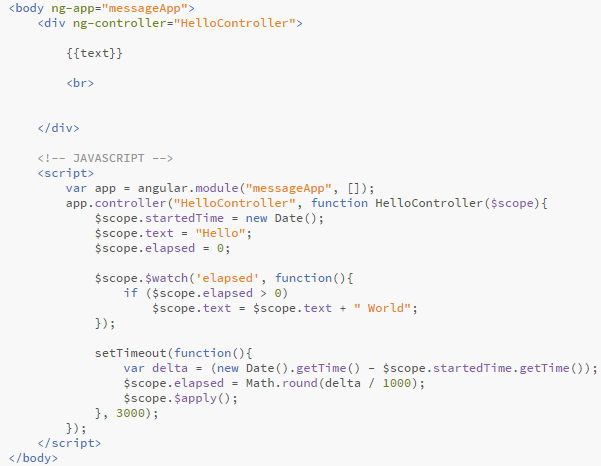 <body ng-app="messageApp">
    <div ng-controller="HelloController">

        {{text}}

        <br>


    </div>

    <!-- JAVASCRIPT -->
    <script>
        var app = angular.module("messageApp", []);
        app.controller("HelloController", function HelloController($scope){
            $scope.startedTime = new Date();
            $scope.text = "Hello";
            $scope.elapsed = 0;

            $scope.$watch('elapsed', function(){
                if ($scope.elapsed > 0)
                    $scope.text = $scope.text + " World";
            });

            setTimeout(function(){
                var delta = (new Date().getTime() - $scope.startedTime.getTime());
                $scope.elapsed = Math.round(delta / 1000);
                $scope.$apply();
            }, 3000);
        });
    </script>
</body>